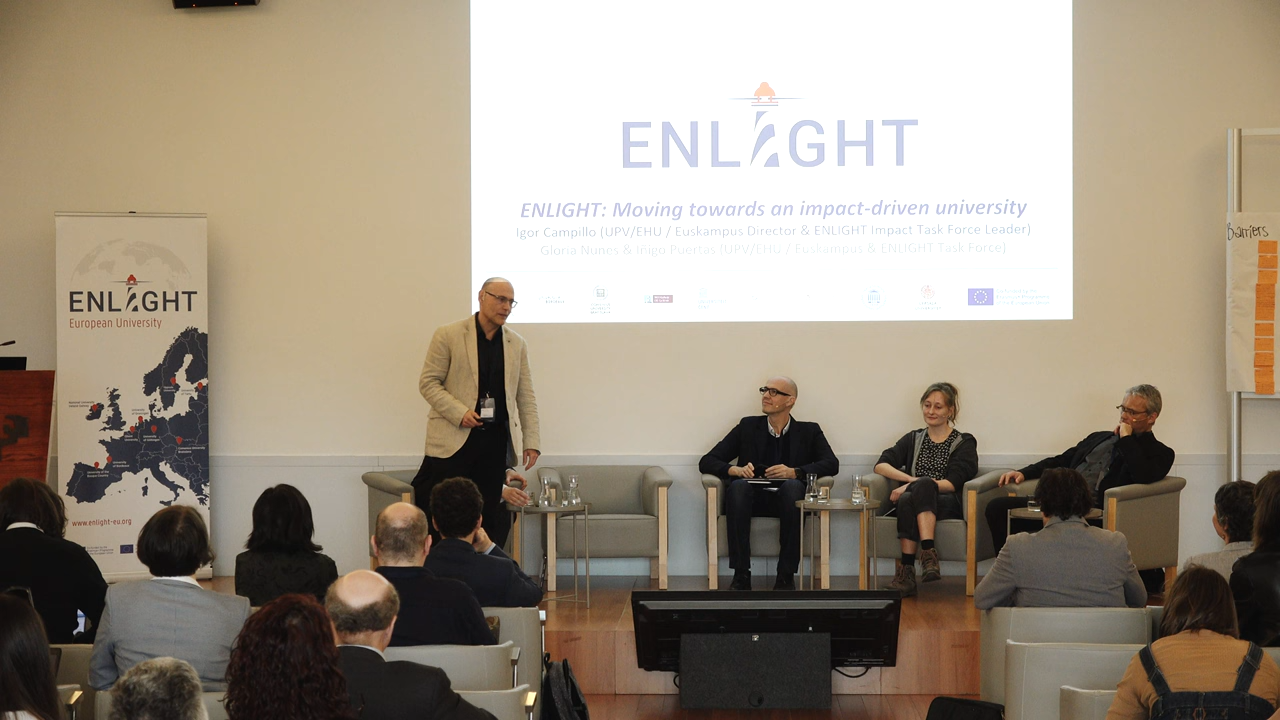 ENLIGHT
ENLIGHT: Moving towards an impact-driven university
Igor Campillo (UPV/EHU / Euskampus Director & ENLIGHT Impact Task Force Leader)
Gloria Nunes & Iñigo Puertas (UPV/EHU / Euskampus & ENLIGHT Task Force)
ENLIGHT
European University
www.enlight-eu.org
Barriers